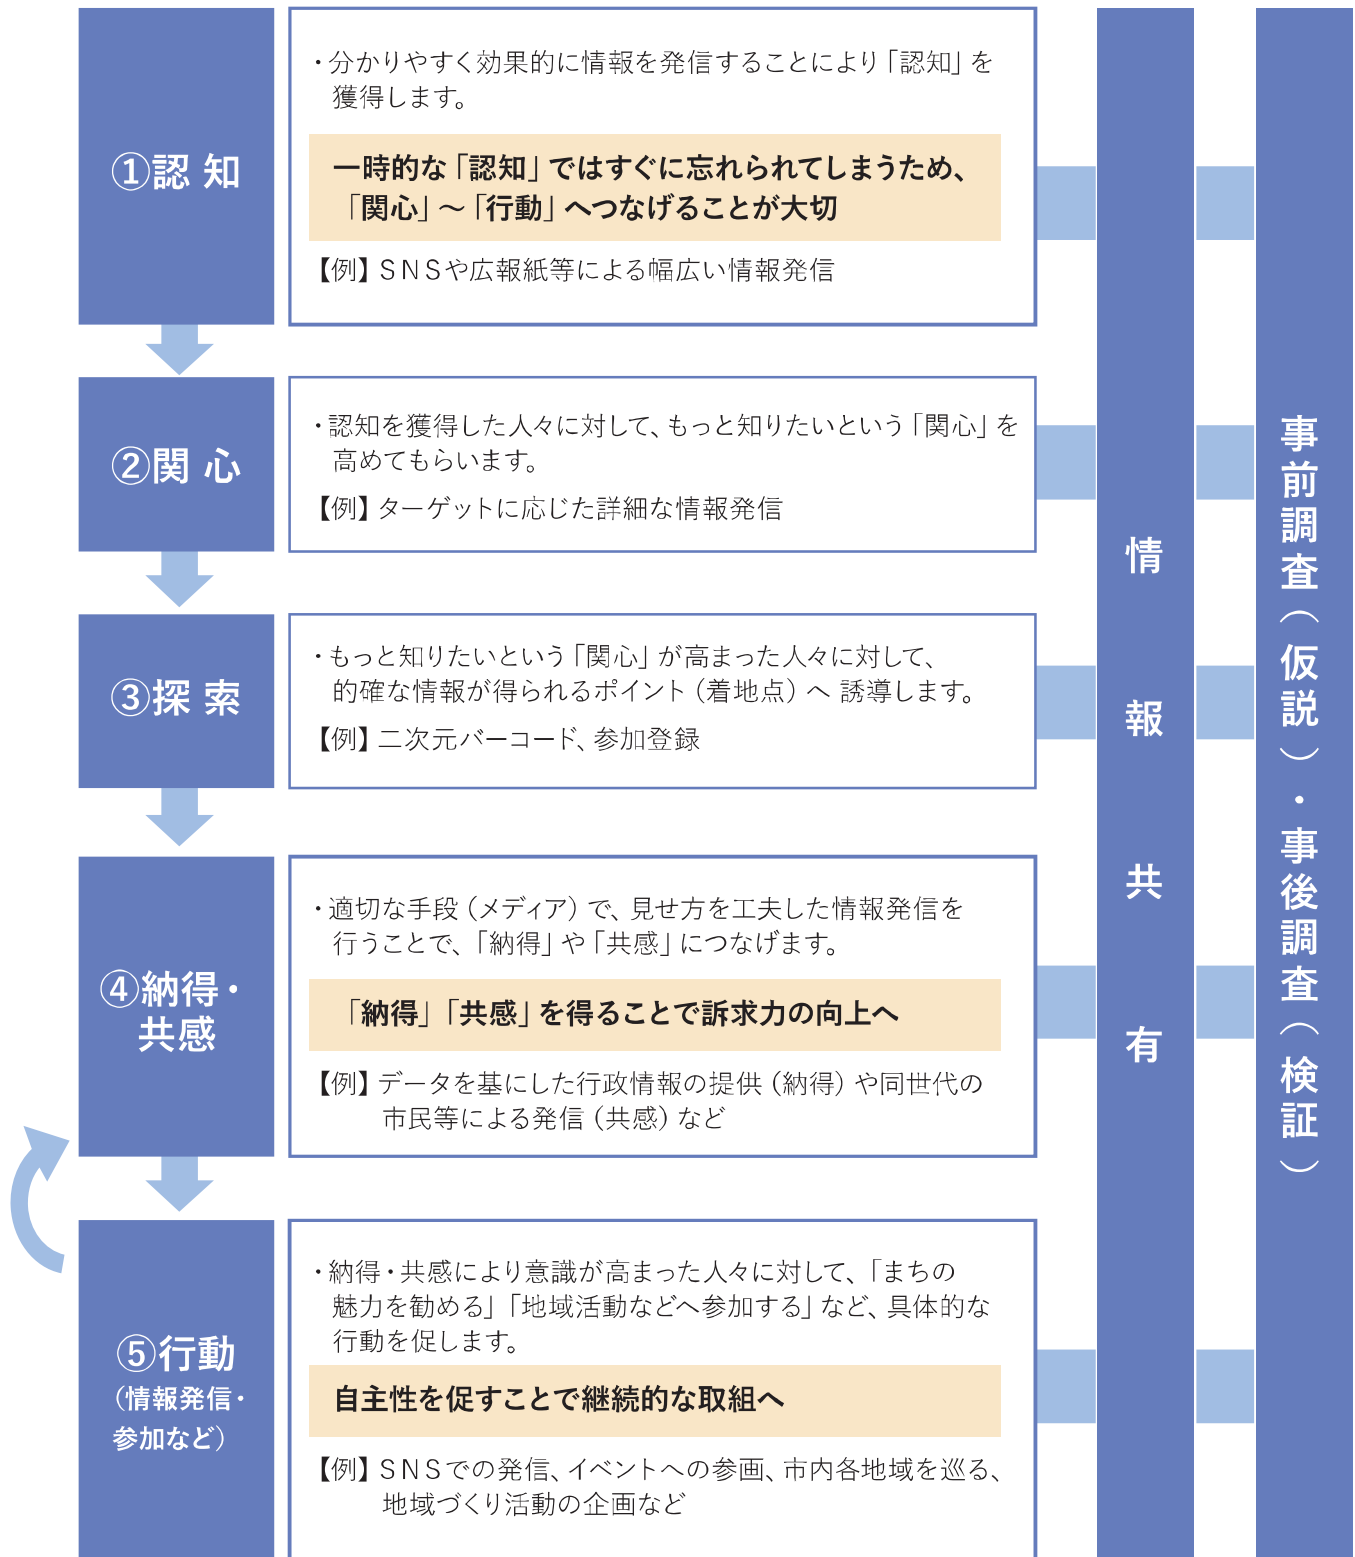 ①認 知
・分かりやすく効果的に情報を発信することにより「認知」を
獲得します。
一時的な「認知」ではすぐに忘れられてしまうため、
「関心」～「行動」へつなげることが大切
【例】SNSや広報紙等による幅広い情報発信
②関 心
・認知を獲得した人々に対して、もっと知りたいという「関心」を
高めてもらいます。
【例】ターゲットに応じた詳細な情報発信
③探 索
・もっと知りたいという「関心」が高まった人々に対して、
的確な情報が得られるポイント(着地点)へ 誘導します。
【例】二次元バーコード、参加登録
④納得・
共感
・適切な手段(メディア)で、見せ方を工夫した情報発信を
行うことで、「納得」や「共感」につなげます。
「納得」「共感」を得ることで訴求力の向上へ
【例】データを基にした行政情報の提供(納得)や同世代の
市民等による発信(共感)など
⑤行動
(情報発信・
参加など)
・納得・共感により意識が高まった人々に対して、「まちの
魅力を勧める」「地域活動などへ参加する」など、具体的な
行動を促します。
自主性を促すことで継続的な取組へ
【例】SNSでの発信、イベントへの参画、市内各地域を巡る、
地域づくり活動の企画など
情報共有
事前調査(仮説)・事後調査(検証)